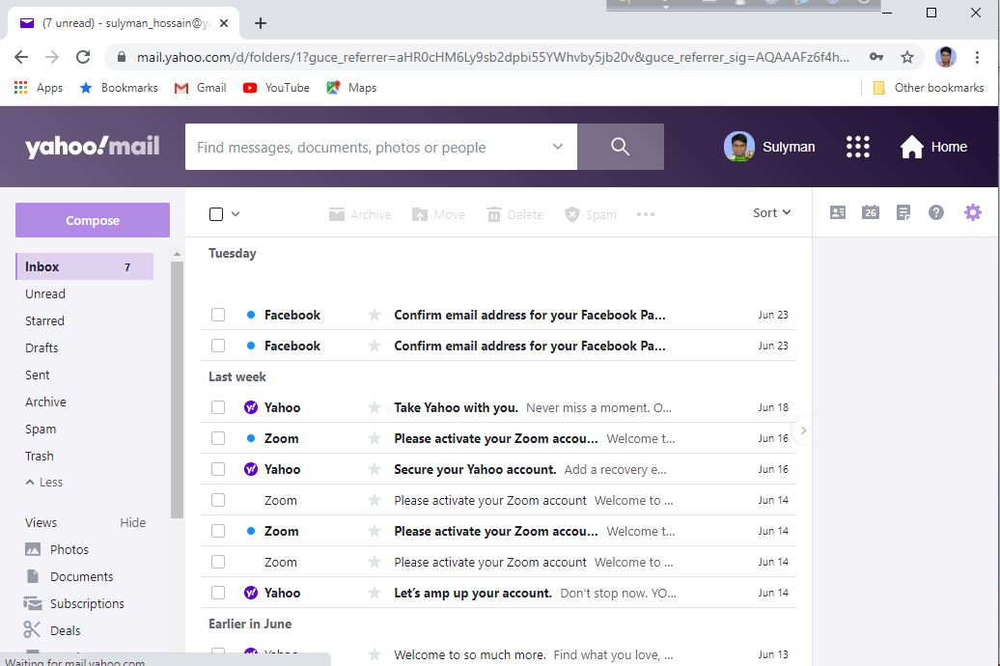 (7 unread) - sulyman_hossain@ya
mail.yahoo.com/d/folders/1?guce_referrer=aHR0cHM6Ly9sb2dpbi55YWhvby5jb20v&guce_referrer_sig=AQAAAFz6f4h...
Apps Bookmarks Gmail YouTube Maps Other bookmarks
yahoo!mail Find messages, documents, photos or people Sulyman Home
Compose Archive Move Delete Spam Sort 26
Inbox 7
Unread
Starred
Drafts
Sent
Archive
Spam
Trash
Less
Views Hide
Photos
Documents
Subscriptions
Deals
Tuesday
Facebook Confirm email address for your Facebook Pa... Jun 23
Facebook Confirm email address for your Facebook Pa... Jun 23
Last week
Yahoo Take Yahoo with you. Never miss a moment. O... Jun 18
Zoom Please activate your Zoom accou... Welcome t... Jun 16
Yahoo Secure your Yahoo account. Add a recovery e... Jun 16
Zoom Please activate your Zoom account Welcome to ... Jun 14
Zoom Please activate your Zoom accou... Welcome t... Jun 14
Zoom Please activate your Zoom account Welcome to ... Jun 14
Yahoo Let's amp up your account. Don't stop now. YO... Jun 14
Earlier in June
Yahoo Welcome to so much more. Find what you love, ... Jun 13
Waiting for mail.yahoo.com